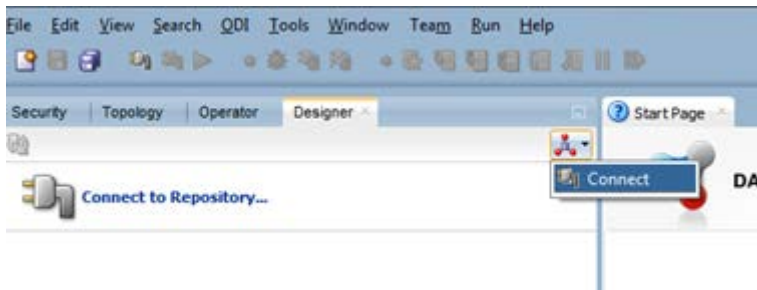 File Edit View Search ODI Tools Window Team Run Help
Security Topology Operator Designer Start Page
Connect to Repository...
Connect
DA